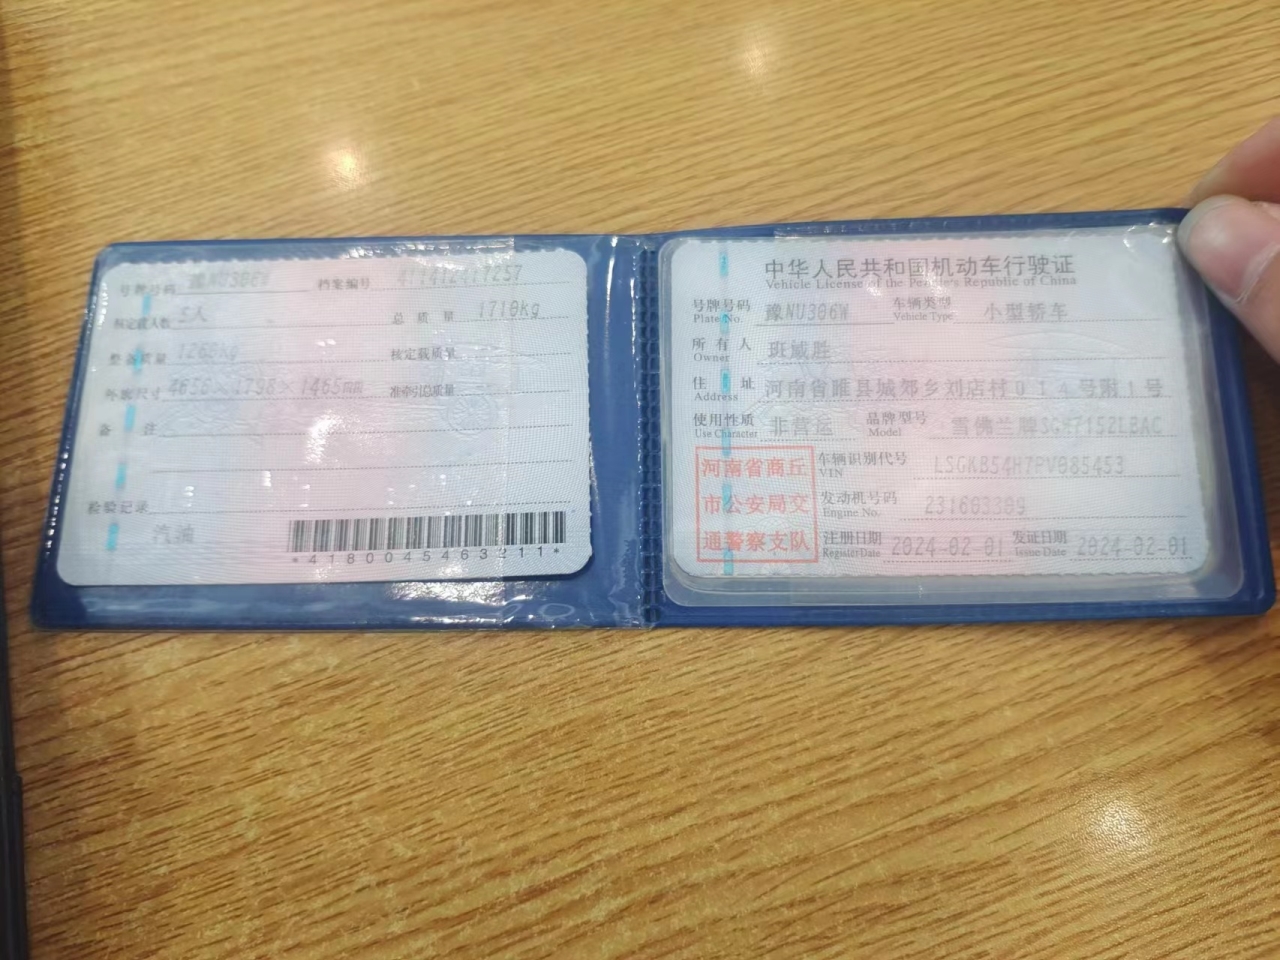 号牌号码 豫NU306W 档案编号 411412417257
核定载人数 5人 总 质 量 1710kg
整备质量 1260kg 核定载质量
外廓尺寸 4656×1798×1465mm 准牵引总质量
备 注
检验记录
汽油
*4180045463211*
中华人民共和国机动车行驶证
Vehicle License of the People's Republic of China
号牌号码 豫NU306W 车辆类型 小型轿车
Plate No. Vehicle Type
所 有 人 班威胜
Owner
住 址 河南省睢县城郊乡刘店村014号附1号
Address
使用性质 非营运 品牌型号 雪佛兰牌SGM7152LBAC
Use Character Model
河南省商丘
市公安局交
通警察支队
车辆识别代号 LSGKB54H7PV085453
VIN
发动机号码 231603309
Engine No.
注册日期 2024-02-01 发证日期 2024-02-01
Register Date Issue Date